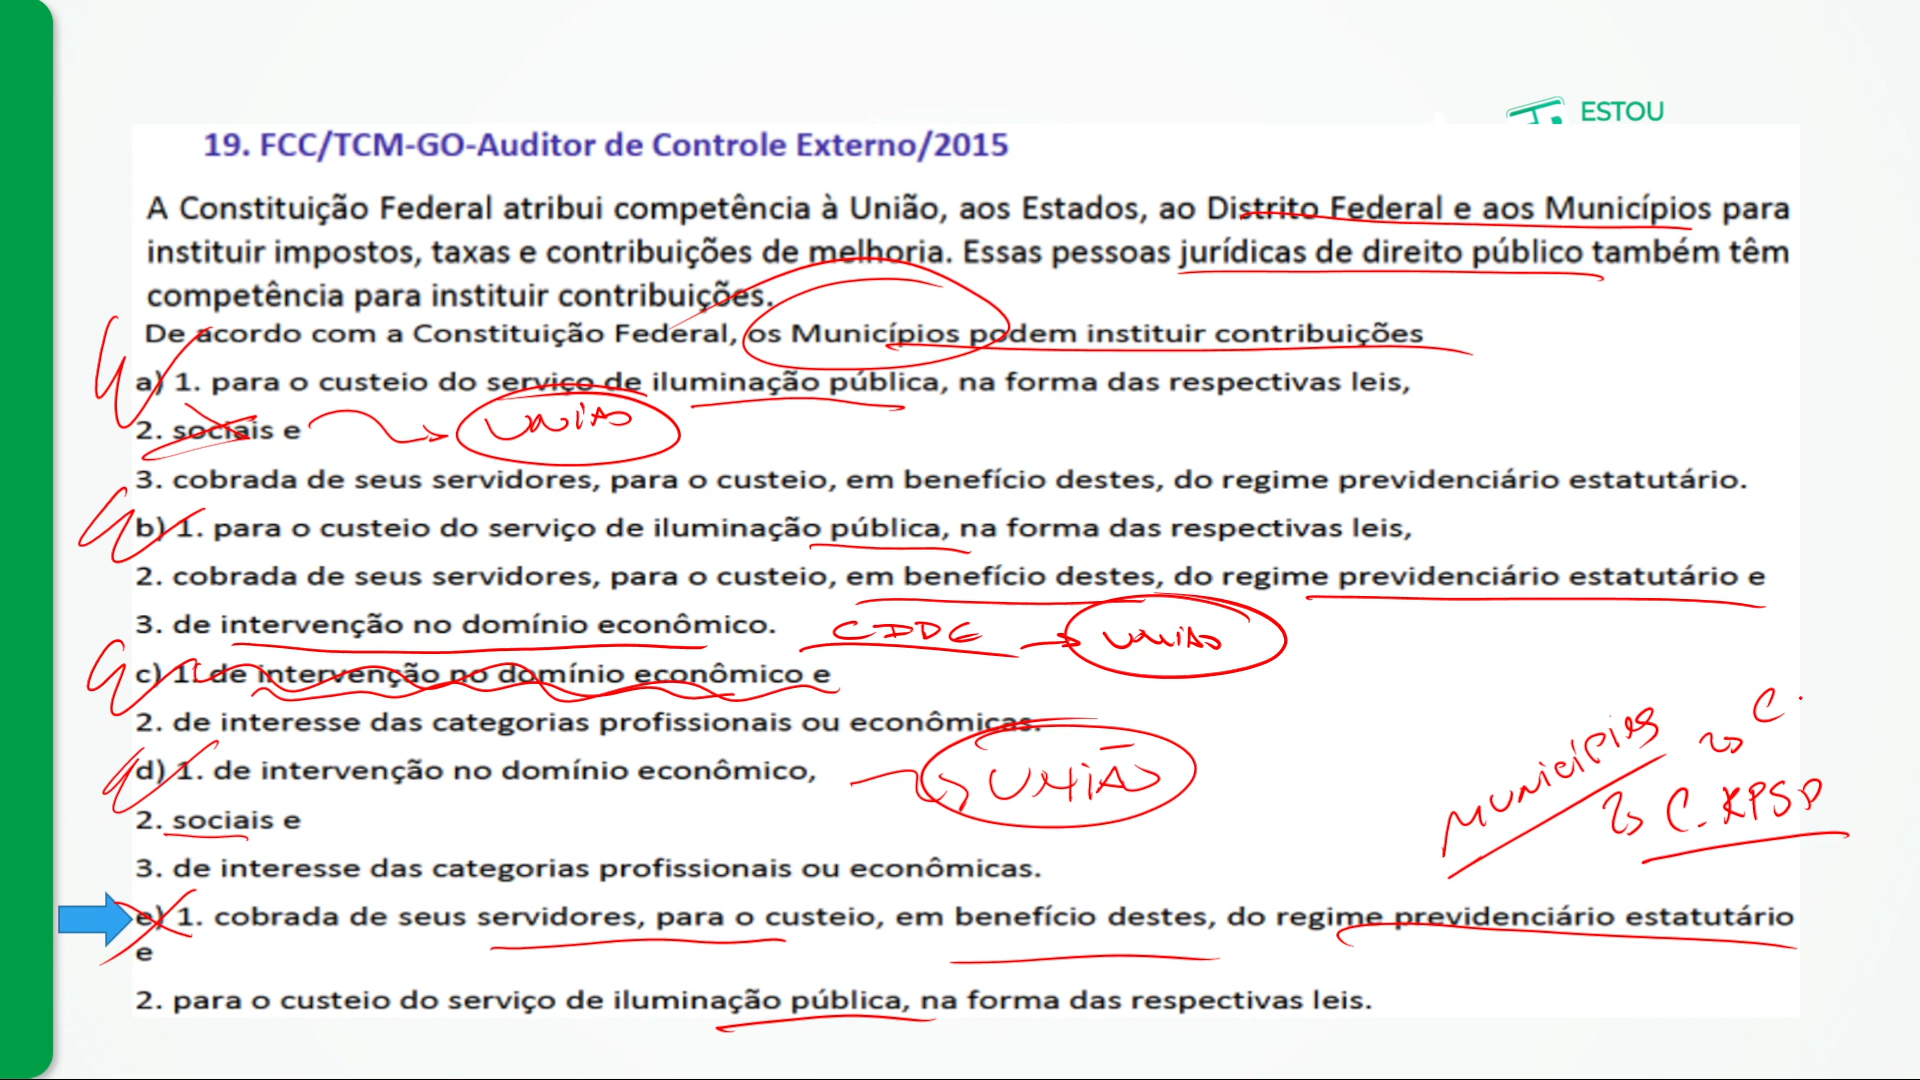 ESTOU
19. FCC/TCM-GO-Auditor de Controle Externo/2015
A Constituição Federal atribui competência à União, aos Estados, ao Distrito Federal e aos Municípios para
instituir impostos, taxas e contribuições de melhoria. Essas pessoas jurídicas de direito público também têm
competência para instituir contribuições.
De acordo com a Constituição Federal, os Municípios podem instituir contribuições
a) 1. para o custeio do serviço de iluminação pública, na forma das respectivas leis,
2. sociais e
UNIÃO
3. cobrada de seus servidores, para o custeio, em benefício destes, do regime previdenciário estatutário.
b) 1. para o custeio do serviço de iluminação pública, na forma das respectivas leis,
2. cobrada de seus servidores, para o custeio, em benefício destes, do regime previdenciário estatutário e
3. de intervenção no domínio econômico.
CIDE
UNIÃO
c) 1. de intervenção no domínio econômico e
2. de interesse das categorias profissionais ou econômicas.
d) 1. de intervenção no domínio econômico,
UNIÃO
2. sociais e
MUNICÍPIOS
3. de interesse das categorias profissionais ou econômicas.
e) 1. cobrada de seus servidores, para o custeio, em benefício destes, do regime previdenciário estatutário
e
2. para o custeio do serviço de iluminação pública, na forma das respectivas leis.